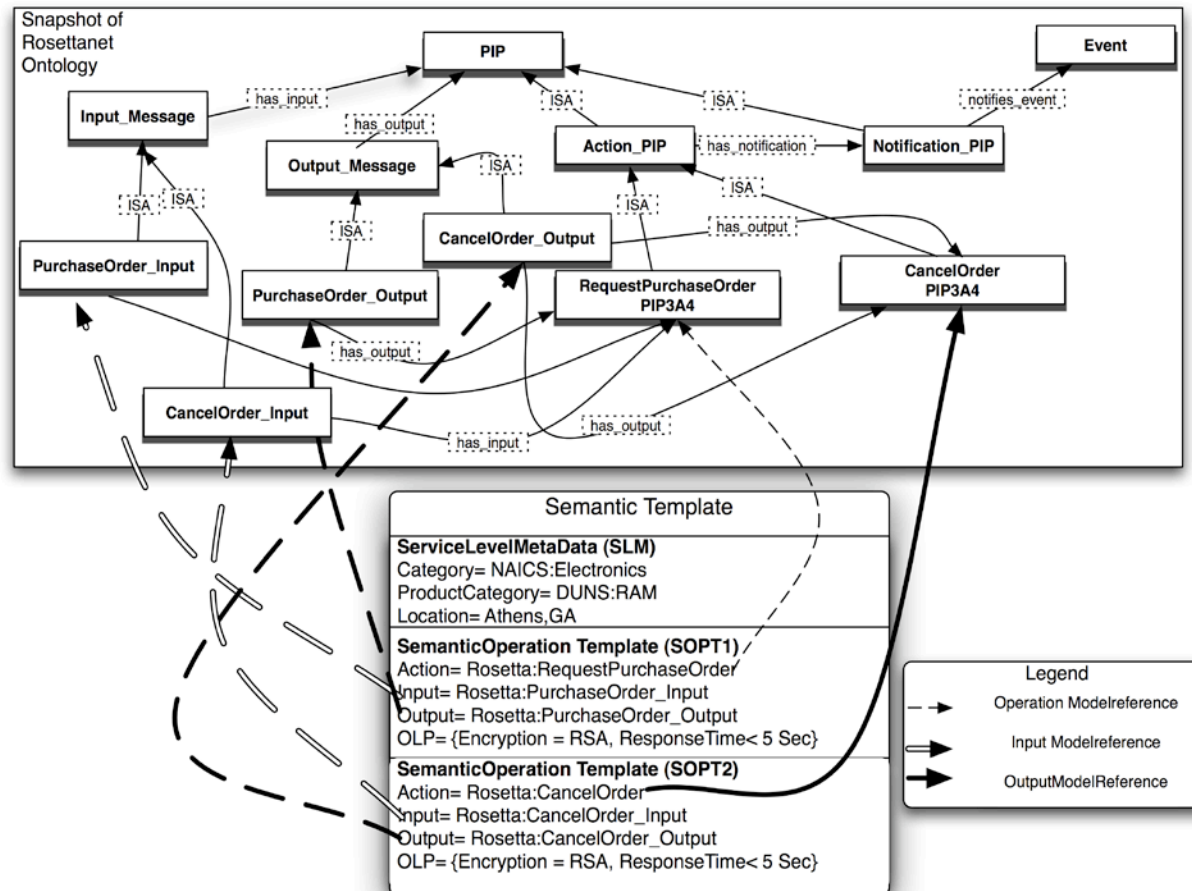 Snapshot of
Rosettanet
Ontology
PIP
Event
has_input
ISA
ISA
notifies_event
Input_Message
has_output
Action_PIP
has_notification
Notification_PIP
Output_Message
ISA
ISA
ISA
ISA
ISA
CancelOrder_Output
has_output
ISA
PurchaseOrder_Input
PurchaseOrder_Output
RequestPurchaseOrder
PIP3A4
CancelOrder
PIP3A4
has_output
CancelOrder_Input
has_input
has_output
Semantic Template
ServiceLevelMetaData (SLM)
Category= NAICS:Electronics
ProductCategory= DUNS:RAM
Location= Athens,GA
SemanticOperation Template (SOPT1)
Action= Rosetta:RequestPurchaseOrder
Input= Rosetta:PurchaseOrder_Input
Output= Rosetta:PurchaseOrder_Output
OLP= {Encryption = RSA, ResponseTime< 5 Sec}
SemanticOperation Template (SOPT2)
Action= Rosetta:CancelOrder
Input= Rosetta:CancelOrder_Input
Output= Rosetta:CancelOrder_Output
OLP= {Encryption = RSA, ResponseTime< 5 Sec}
Legend
Operation Modelreference
Input Modelreference
OutputModelReference